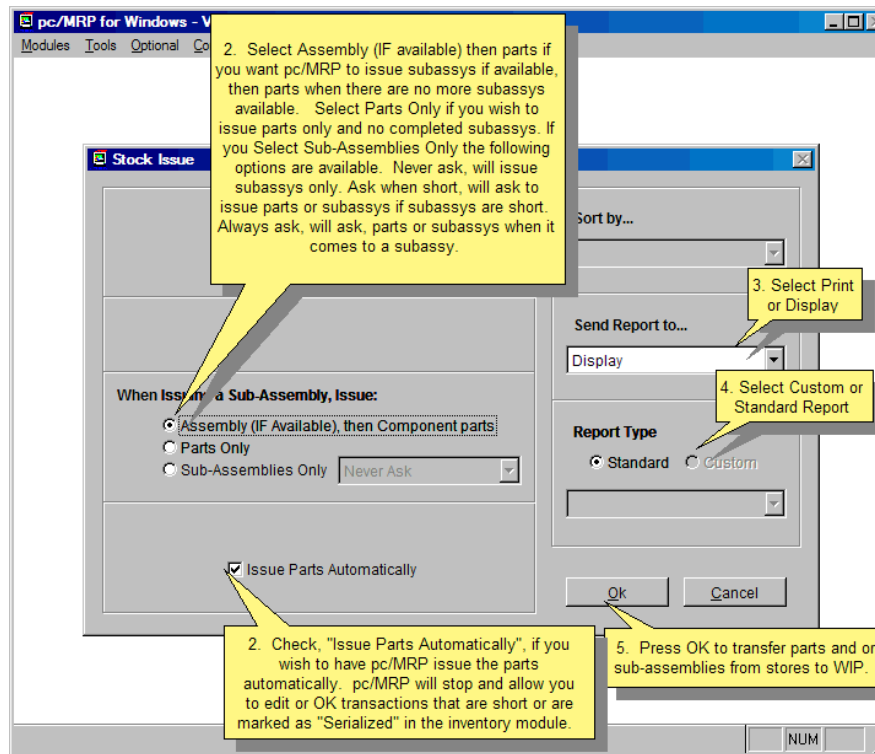 pc/MRP for Windows - V
Modules Tools Optional Co
2. Select Assembly (IF available) then parts if
you want pc/MRP to issue subassys if available,
then parts when there are no more subassys
available. Select Parts Only if you wish to
issue parts only and no completed subassys. If
you Select Sub-Assemblies Only the following
options are available. Never ask, will issue
subassys only. Ask when short, will ask to
issue parts or subassys if subassys are short.
Always ask, will ask, parts or subassys when it
comes to a subassy.
Stock Issue
Sort by...
3. Select Print
or Display
Send Report to...
Display
4. Select Custom or
Standard Report
When Issuing a Sub-Assembly, Issue:
Assembly (IF Available), then Component parts
Parts Only
Sub-Assemblies Only Never Ask
Report Type
Standard Custom
Issue Parts Automatically
Ok Cancel
2. Check, "Issue Parts Automatically", if you
wish to have pc/MRP issue the parts
automatically. pc/MRP will stop and allow you
to edit or OK transactions that are short or are
marked as "Serialized" in the inventory module.
5. Press OK to transfer parts and or
sub-assemblies from stores to WIP.
NUM